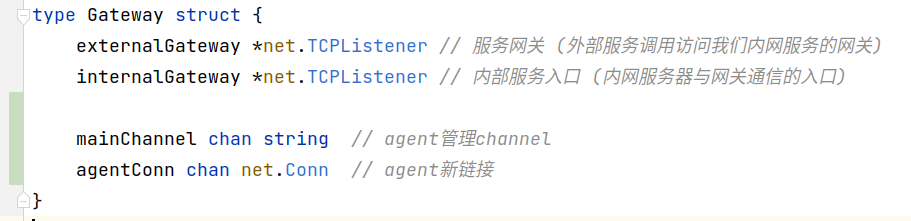 type Gateway struct {
externalGateway *net.TCPListener // 服务网关 (外部服务调用访问我们内网服务的网关)
internalGateway *net.TCPListener // 内部服务入口 (内网服务器与网关通信的入口)
mainChannel chan string // agent管理channel
agentConn chan net.Conn // agent新链接
}